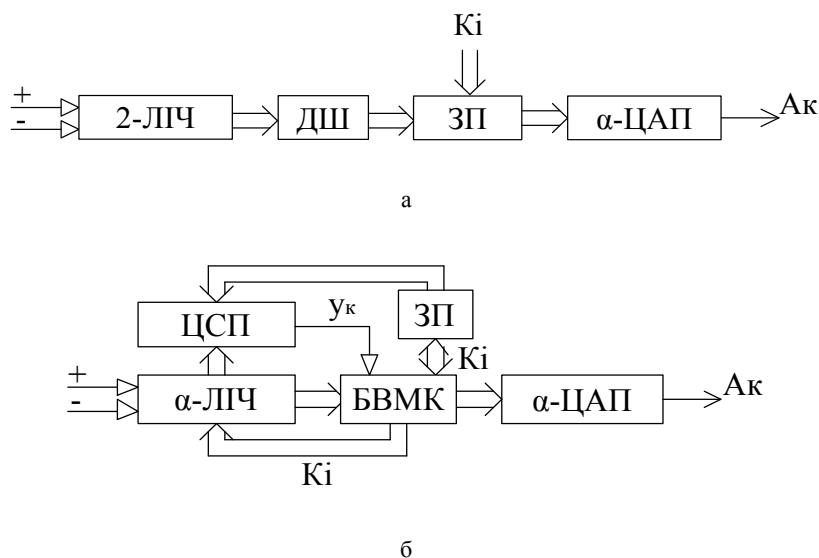 Кі
+
-
2-ЛІЧ
ДШ
ЗП
α-ЦАП
Ак
а
ЦСП
ук
ЗП
Кі
+
-
α-ЛІЧ
БВМК
α-ЦАП
Ак
Кі
б